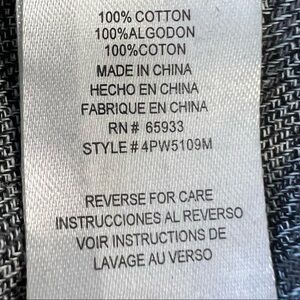 100% COTTON
100%ALGODON
100%COTON
MADE IN CHINA
HECHO EN CHINA
FABRIQUE EN CHINA
RN# 65933
STYLE#4PW5109M
REVERSE FOR CARE
INSTRUCCIONES AL REVERSO
VOIR INSTRUCTIONS DE
LAVAGE AU VERSO